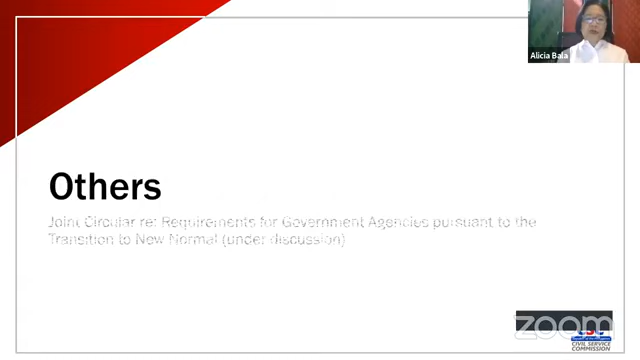 Alicia Bala
Others
Joint Circular re: Requirements for Government Agencies pursuant to the
Transition to New Normal (under discussion)
zoom
CIVIL SERVICE
COMMISSION